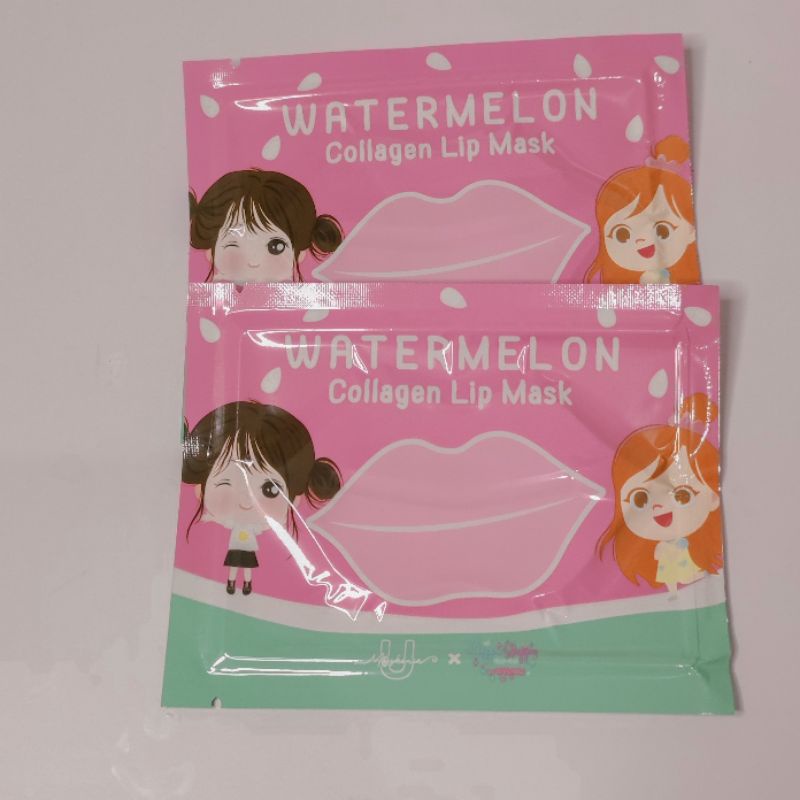 WATERMELON
Collagen Lip Mask
WATERMELON
Collagen Lip Mask
U
x